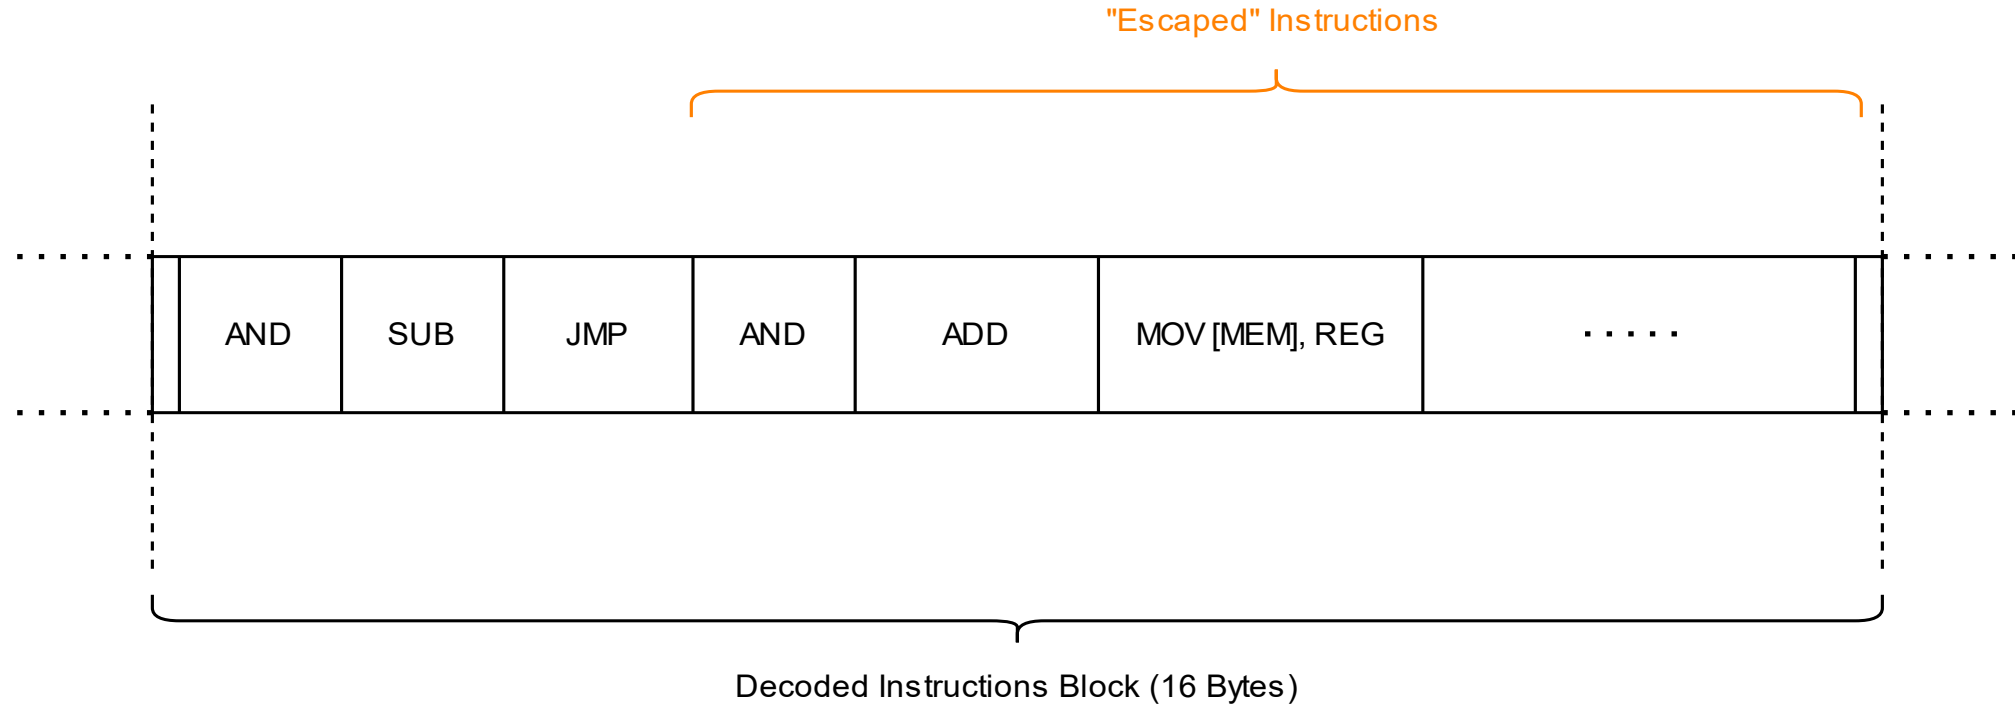 "Escaped" Instructions
AND SUB JMP AND ADD MOV [MEM], REG .....
Decoded Instructions Block (16 Bytes)